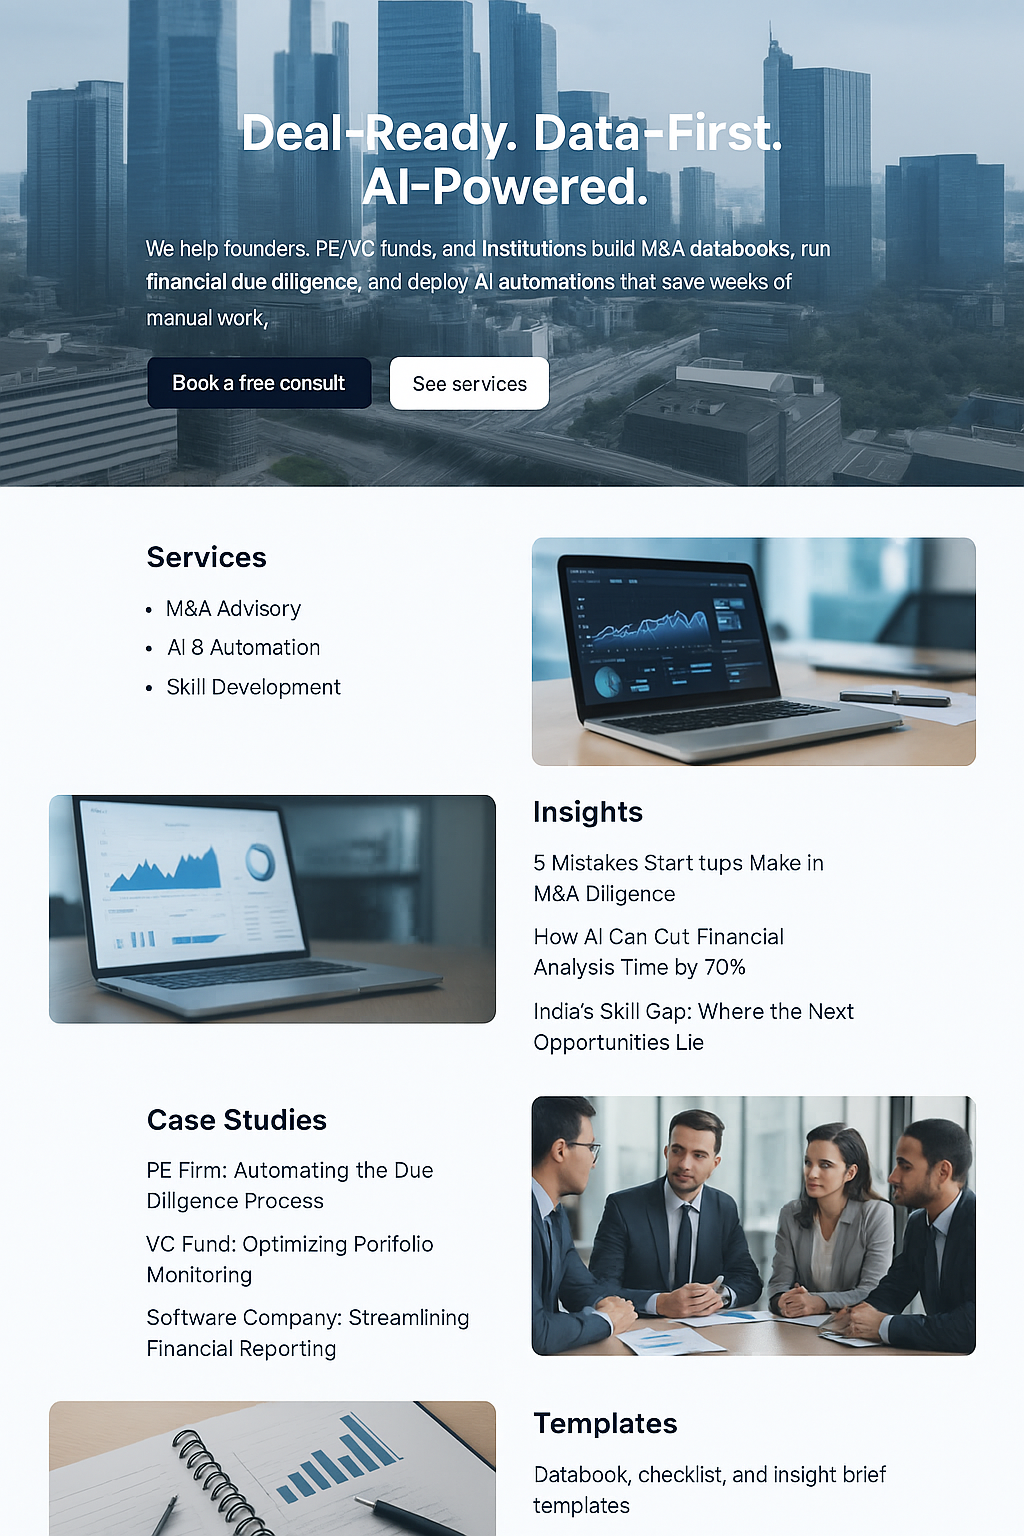 Deal-Ready. Data-First.
AI-Powered.
We help founders. PE/VC funds, and Institutions build M&A databooks, run
financial due diligence, and deploy AI automations that save weeks of
manual work,
Book a free consult
See services
Services
• M&A Advisory
• AI 8 Automation
• Skill Development
Insights
5 Mistakes Start tups Make in
M&A Diligence
How AI Can Cut Financial
Analysis Time by 70%
India's Skill Gap: Where the Next
Opportunities Lie
Case Studies
PE Firm: Automating the Due
Dillgence Process
VC Fund: Optimizing Porifolio
Monitoring
Software Company: Streamlining
Financial Reporting
Templates
Databook, checklist, and insight brief
templates